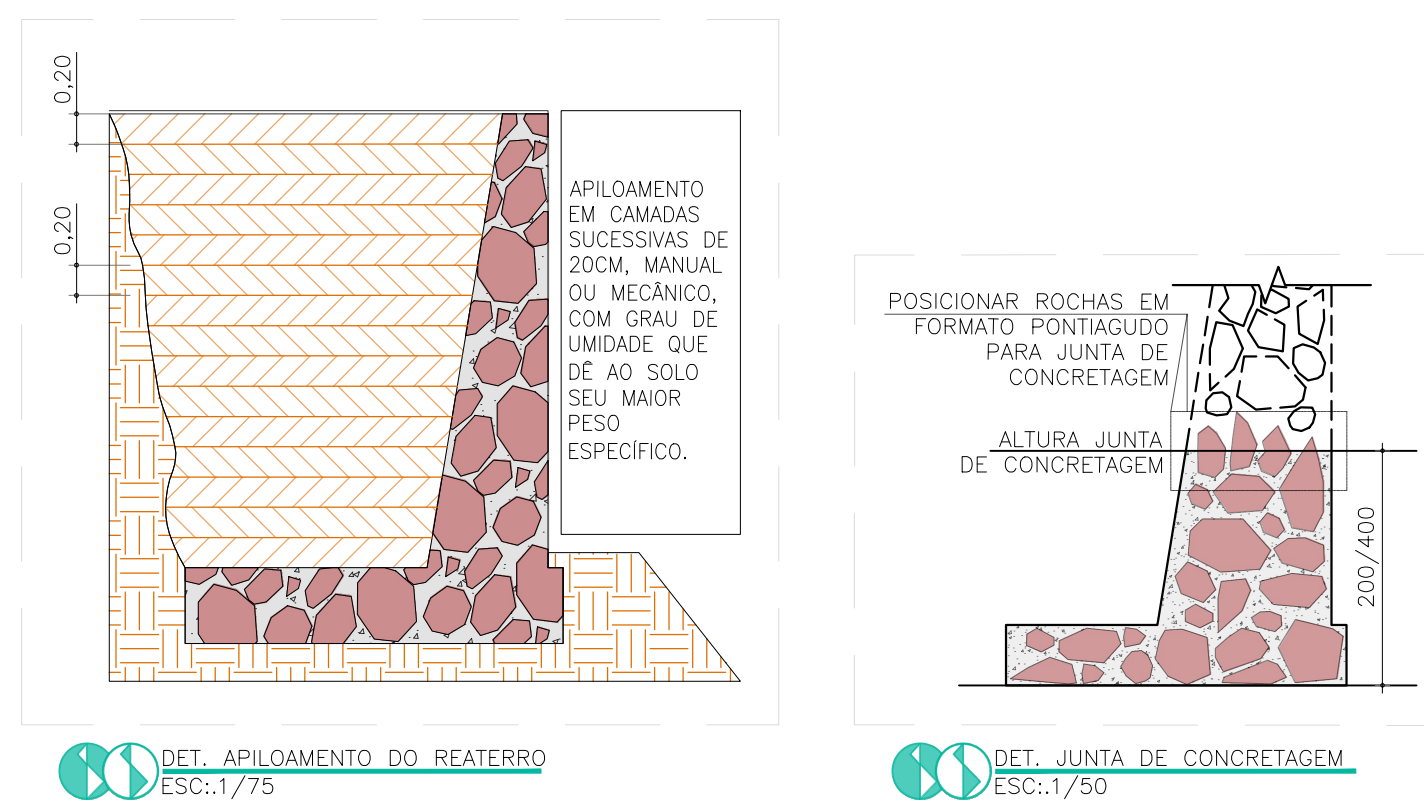 0,20
0,20
APILOAMENTO
EM CAMADAS
SUCESSIVAS DE
20CM, MANUAL
OU MECÂNICO,
COM GRAU DE
UMIDADE QUE
DÊ AO SOLO
SEU MAIOR
PESO
ESPECÍFICO.
DET. APILOAMENTO DO REATERRO
ESC:.1/75
POSICIONAR ROCHAS EM
FORMATO PONTIAGUDO
PARA JUNTA DE
CONCRETAGEM
ALTURA JUNTA
DE CONCRETAGEM
200/400
DET. JUNTA DE CONCRETAGEM
ESC:.1/50